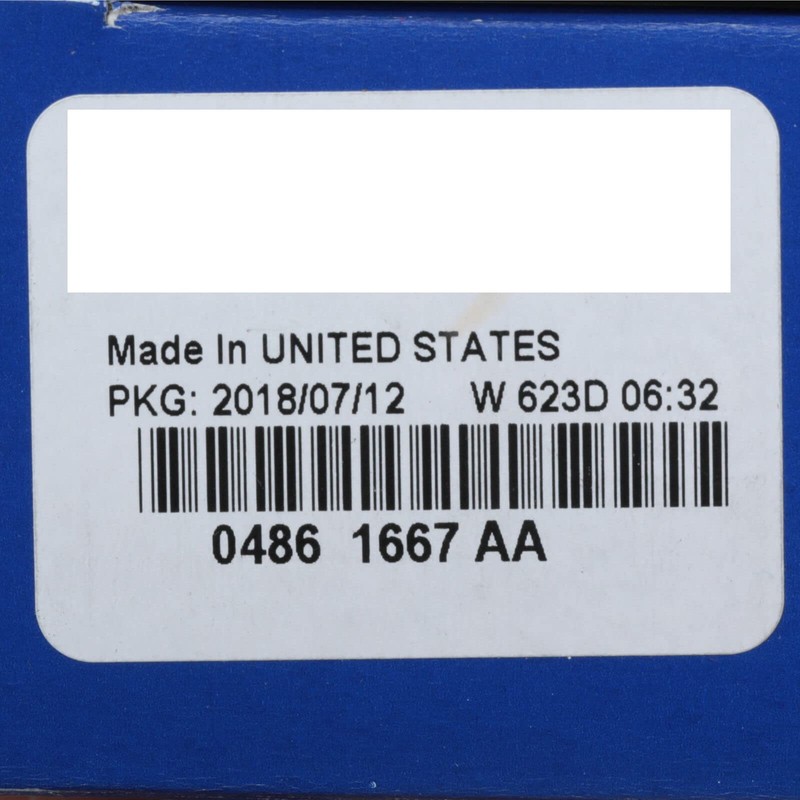 Made In UNITED STATES
PKG: 2018/07/12 W 623D 06:32
0486 1667 AA